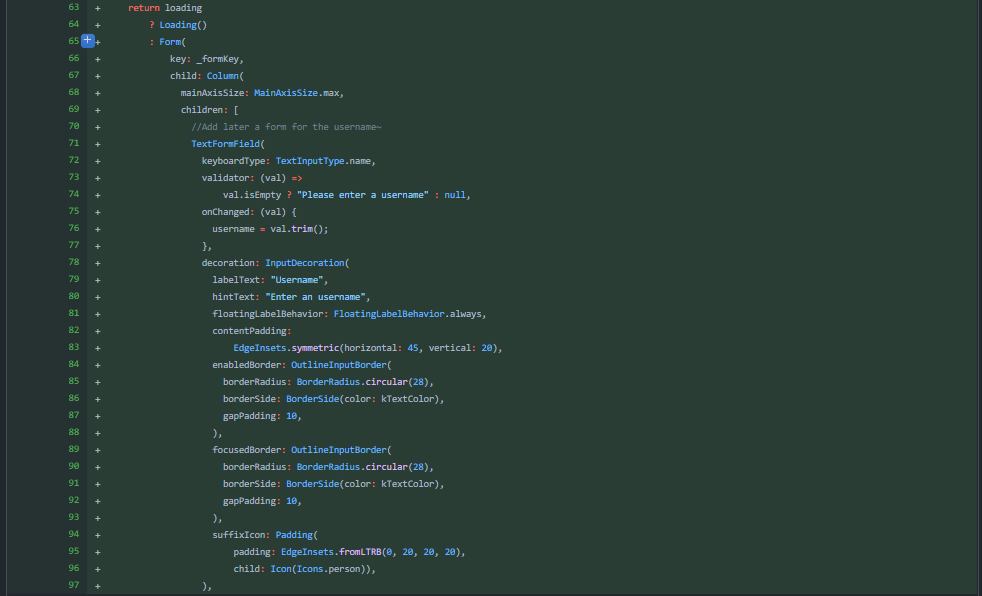 63 + return loading
64 + ? Loading()
65 + : Form(
66 + key: _formKey,
67 + child: Column(
68 + mainAxisSize: MainAxisSize.max,
69 + children: [
70 + //Add later a form for the username~
71 + TextFormField(
72 + keyboardType: TextInputType.name,
73 + validator: (val) =>
74 + val.isEmpty ? "Please enter a username" : null,
75 + onChanged: (val) {
76 + username = val.trim();
77 + },
78 + decoration: InputDecoration(
79 + labelText: "Username",
80 + hintText: "Enter an username",
81 + floatingLabelBehavior: FloatingLabelBehavior.always,
82 + contentPadding:
83 + EdgeInsets.symmetric(horizontal: 45, vertical: 20),
84 + enabledBorder: OutlineInputBorder(
85 + borderRadius: BorderRadius.circular(28),
86 + borderSide: BorderSide(color: kTextColor),
87 + gapPadding: 10,
88 + ),
89 + focusedBorder: OutlineInputBorder(
90 + borderRadius: BorderRadius.circular(28),
91 + borderSide: BorderSide(color: kTextColor),
92 + gapPadding: 10,
93 + ),
94 + suffixIcon: Padding(
95 + padding: EdgeInsets.fromLTRB(0, 20, 20, 20),
96 + child: Icon(Icons.person)),
97 + ),